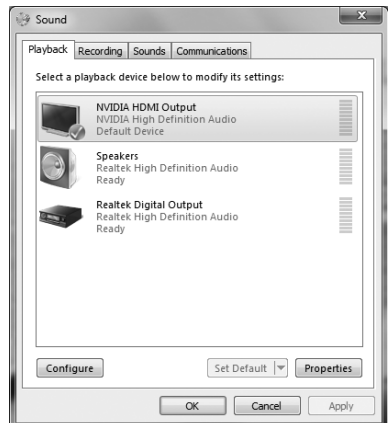 Sound
Playback Recording Sounds Communications
Select a playback device below to modify its settings:
NVIDIA HDMI Output
NVIDIA High Definition Audio
Default Device
Speakers
Realtek High Definition Audio
Ready
Realtek Digital Output
Realtek High Definition Audio
Ready
Configure Set Default Properties
OK Cancel Apply